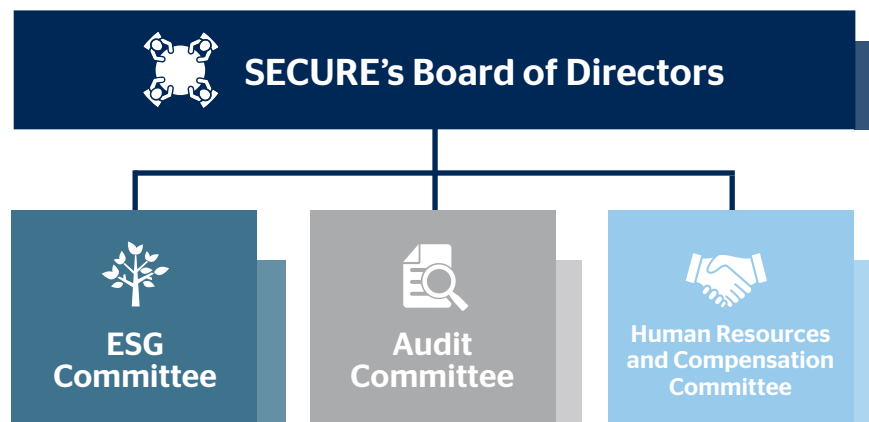 SECURE’s Board of Directors
ESG
Committee
Audit
Committee
Human Resources
and Compensation
Committee